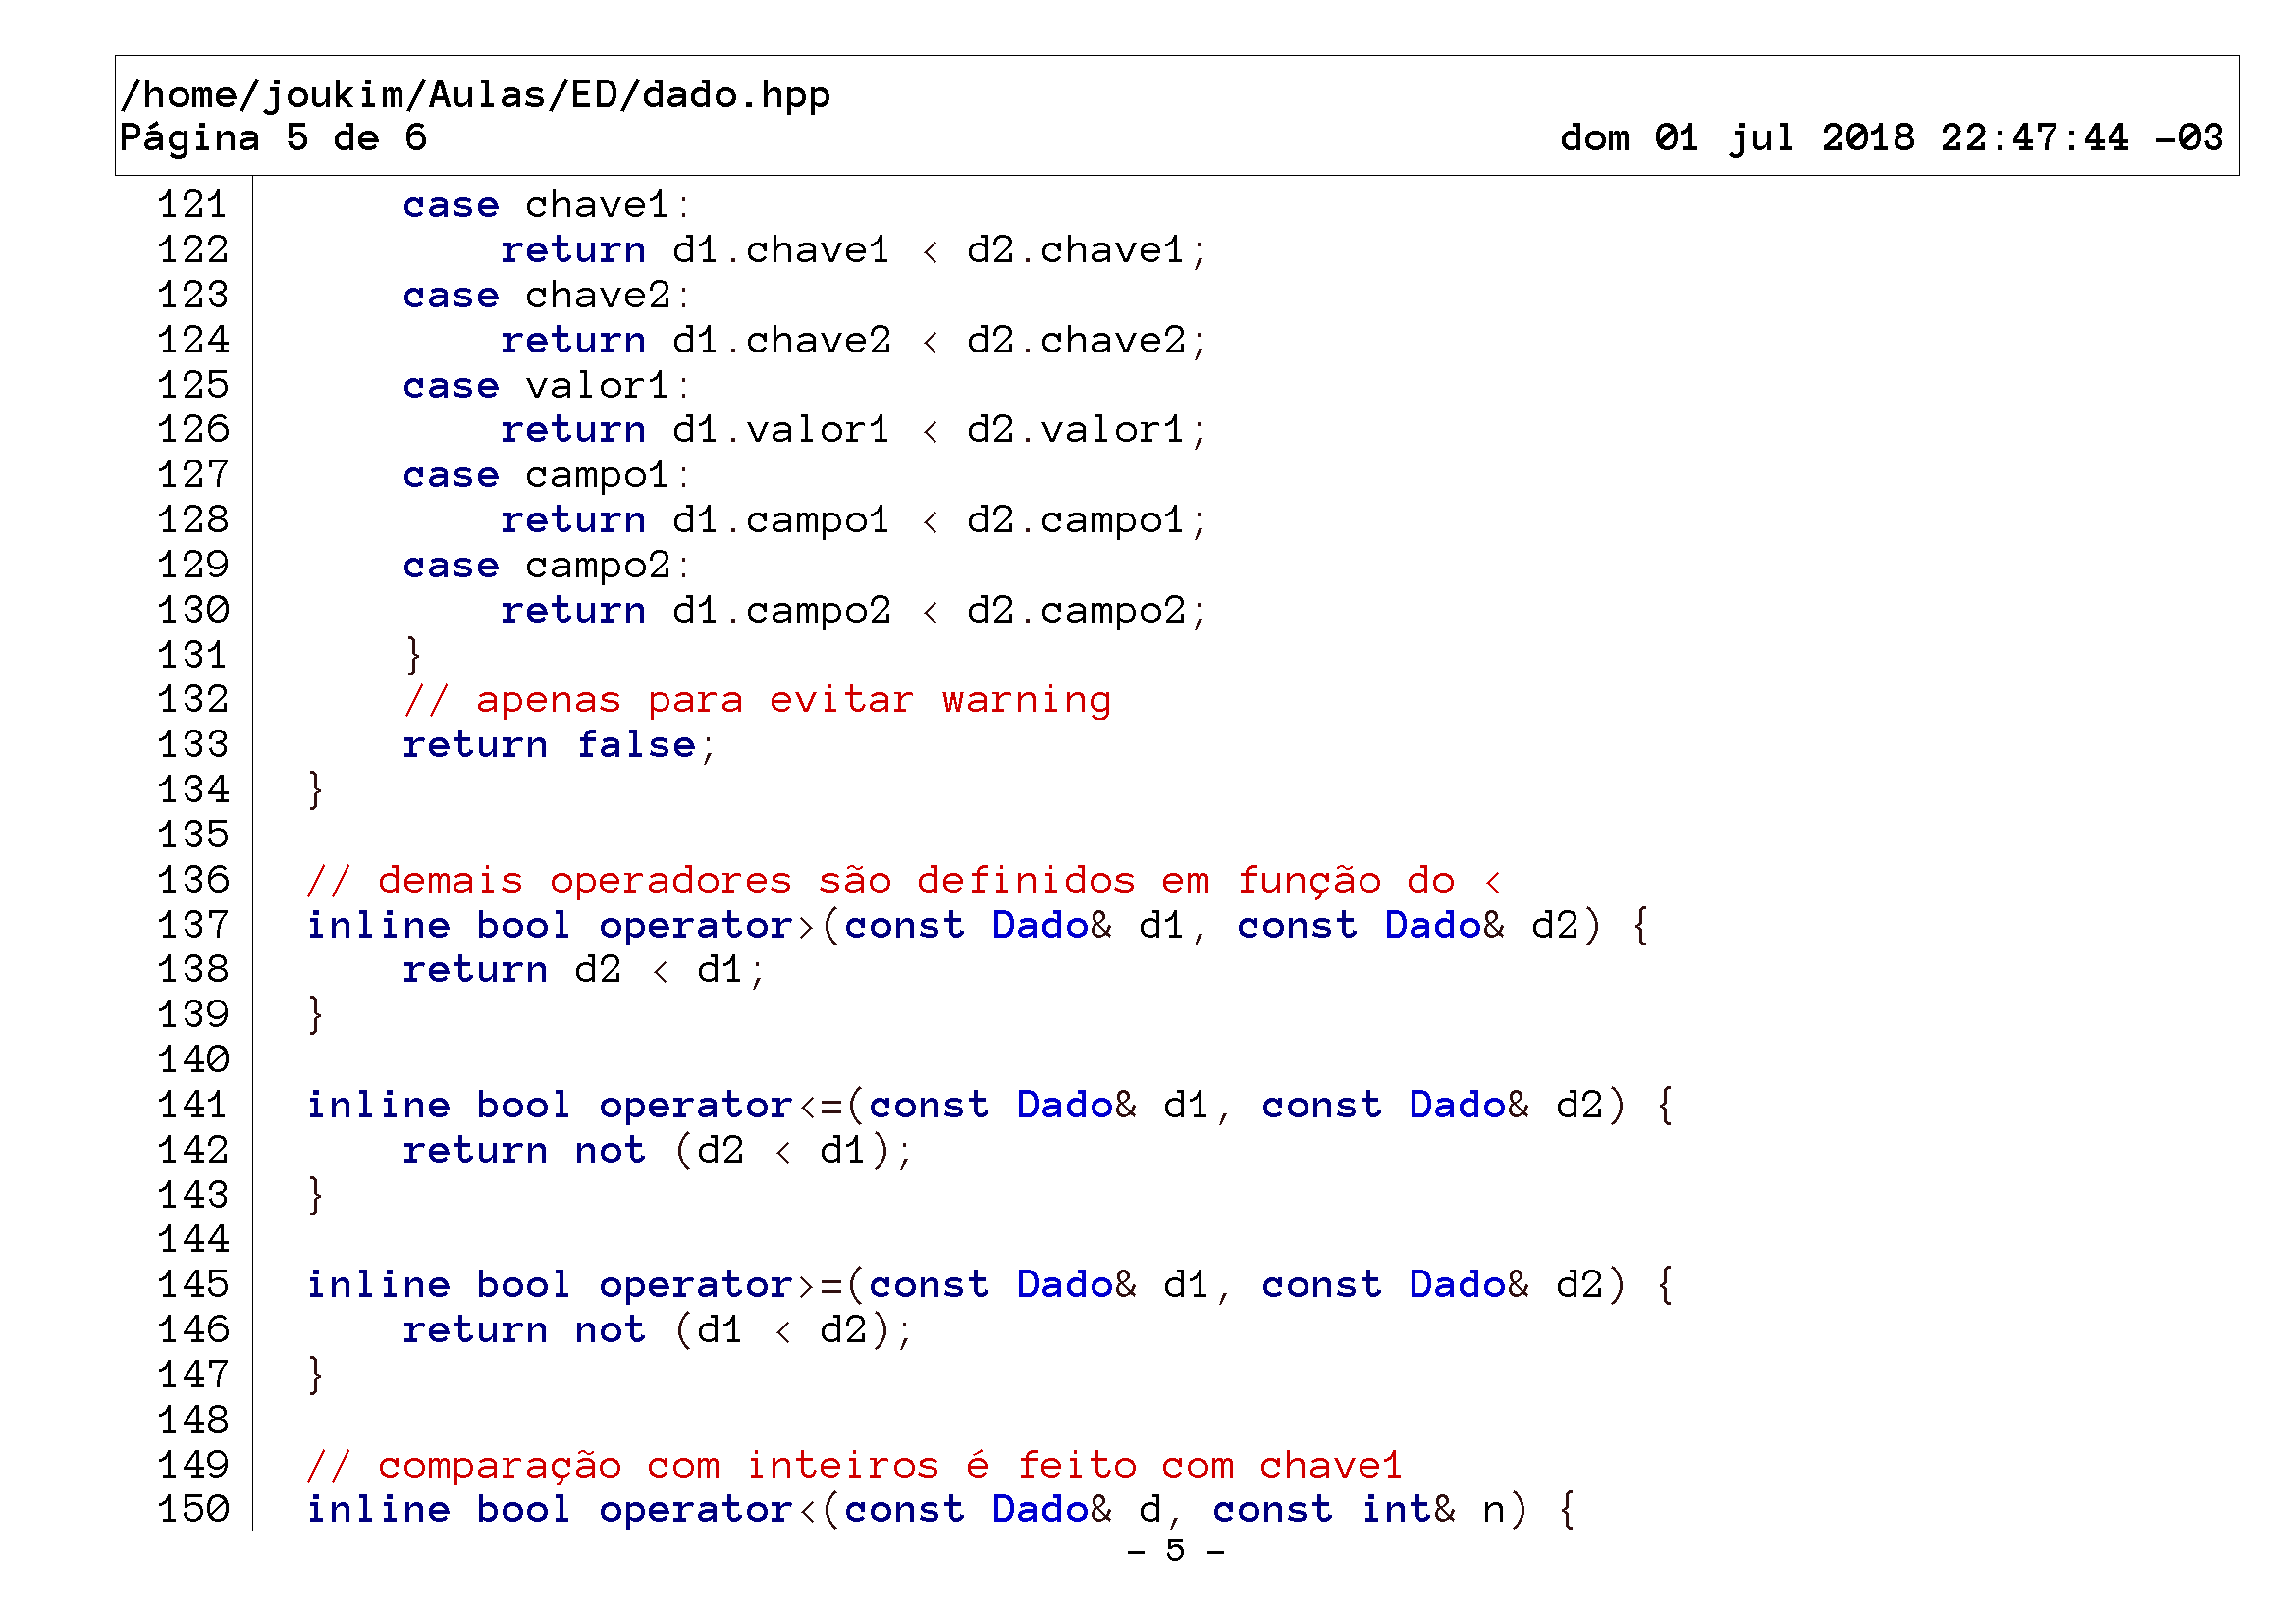 /home/joukim/Aulas/ED/dado.hpp
Página 5 de 6 dom 01 jul 2018 22:47:44 -03
121 case chave1:
122 return d1.chave1 < d2.chave1;
123 case chave2:
124 return d1.chave2 < d2.chave2;
125 case valor1:
126 return d1.valor1 < d2.valor1;
127 case campo1:
128 return d1.campo1 < d2.campo1;
129 case campo2:
130 return d1.campo2 < d2.campo2;
131 }
132 // apenas para evitar warning
133 return false;
134 }
135
136 // demais operadores são definidos em função do <
137 inline bool operator>(const Dado& d1, const Dado& d2) {
138 return d2 < d1;
139 }
140
141 inline bool operator<=(const Dado& d1, const Dado& d2) {
142 return not (d2 < d1);
143 }
144
145 inline bool operator>=(const Dado& d1, const Dado& d2) {
146 return not (d1 < d2);
147 }
148
149 // comparação com inteiros é feito com chave1
150 inline bool operator<(const Dado& d, const int& n) {
- 5 -